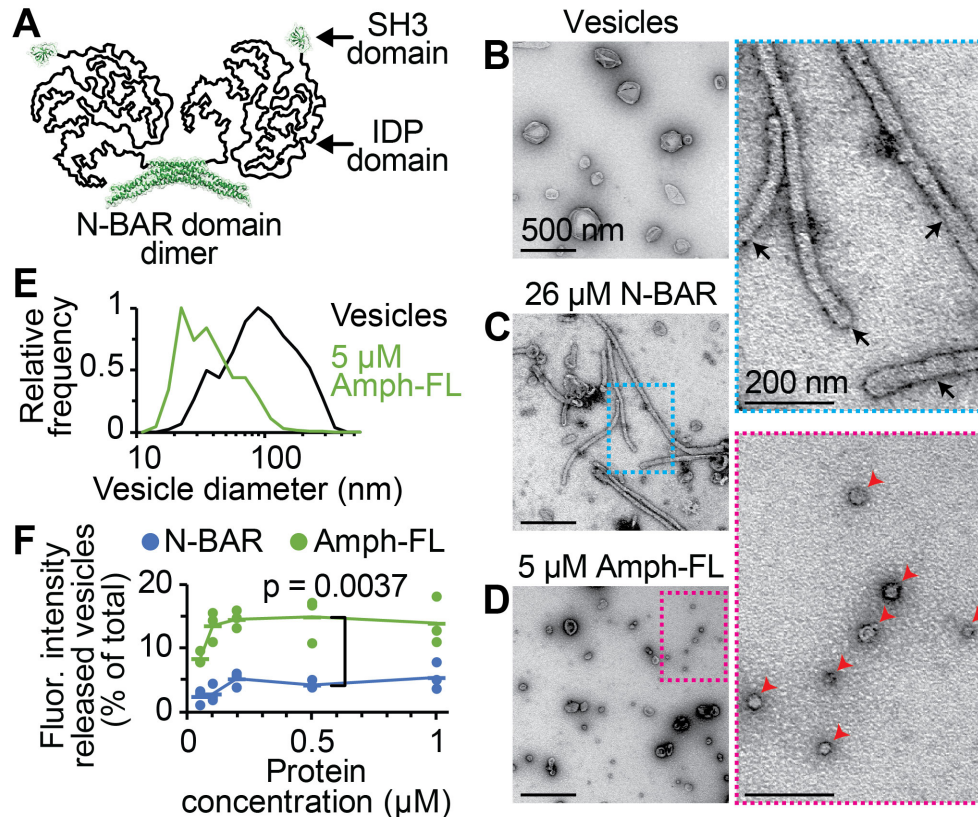 A
SH3
domain
IDP
domain
N-BAR domain
dimer
Vesicles
B
500 nm
200 nm
26 µM N-BAR
C
5 µM Amph-FL
D
E
Relative
frequency
1
0.5
0
10
100
Vesicle diameter (nm)
Vesicles
5 µM
Amph-FL
F
N-BAR
Amph-FL
p = 0.0037
Fluor. intensity
released vesicles
(% of total)
20
10
0
0
0.5
1
Protein
concentration (µM)